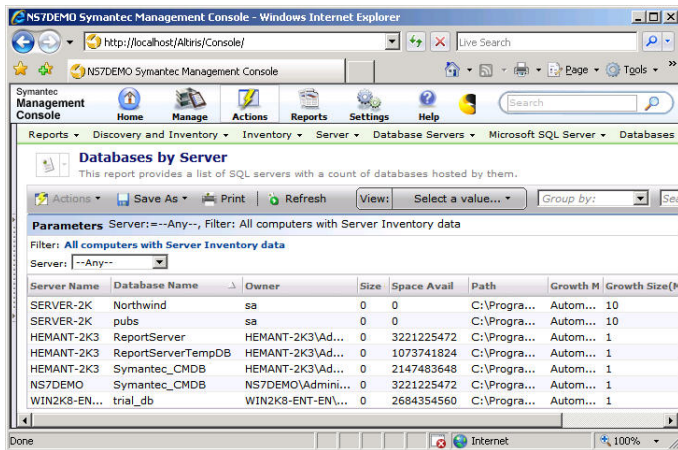 NS7DEMO Symantec Management Console - Windows Internet Explorer
http://localhost/Altiris/Console/
Live Search
NS7DEMO Symantec Management Console
Page
Tools
Symantec
Management
Console
Home Manage Actions Reports Settings Help
Search
Reports Discovery and Inventory Inventory Server Database Servers Microsoft SQL Server Databases
Databases by Server
This report provides a list of SQL servers with a count of databases hosted by them.
Actions Save As Print Refresh View: Select a value... Group by: Sea
Parameters Server:=--Any--, Filter: All computers with Server Inventory data
Filter: All computers with Server Inventory data
Server: --Any--
Server Name Database Name Owner Size Space Avail Path Growth M Growth Size(M
SERVER-2K Northwind sa 0 0 C:\Progra... Autom... 10
SERVER-2K pubs sa 0 0 C:\Progra... Autom... 10
HEMANT-2K3 ReportServer HEMANT-2K3\Ad... 0 3221225472 C:\Progra... Autom... 1
HEMANT-2K3 ReportServerTempDB HEMANT-2K3\Ad... 0 1073741824 C:\Progra... Autom... 1
HEMANT-2K3 Symantec_CMDB HEMANT-2K3\Ad... 0 2147483648 C:\Progra... Autom... 1
NS7DEMO Symantec_CMDB NS7DEMO\Admini... 0 3221225472 C:\Progra... Autom... 1
WIN2K8-EN... trial_db WIN2K8-ENT-EN\... 0 2684354560 C:\Progra... Autom... 1
Done Internet 100%